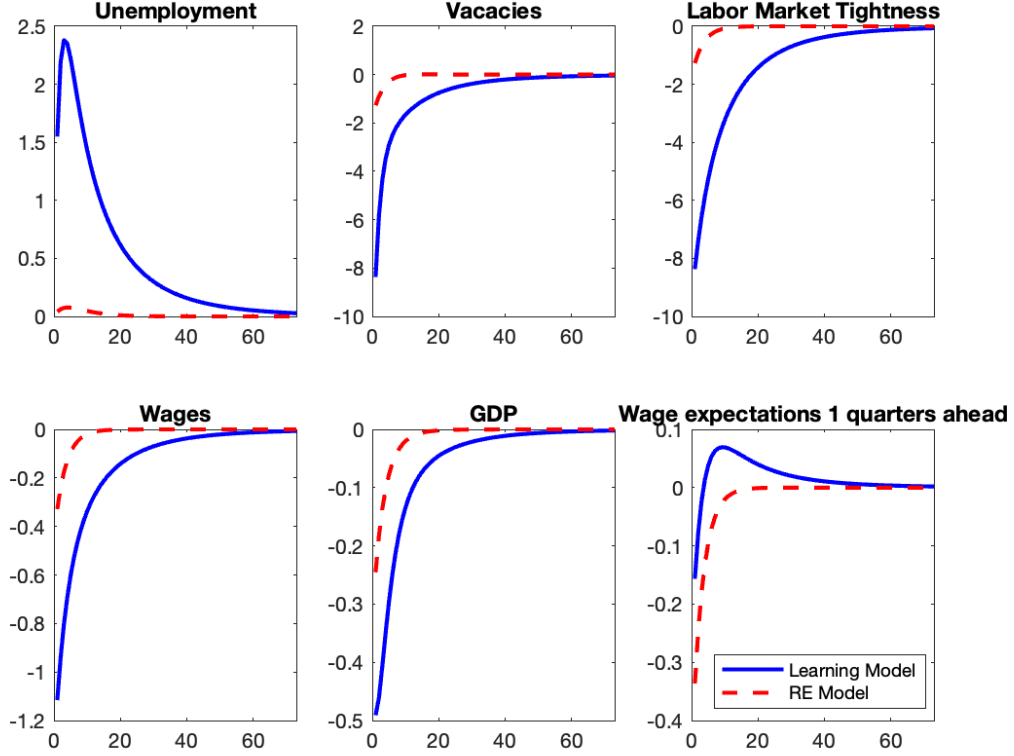 Unemployment
2.5
2
1.5
1
0.5
0
0 20 40 60
Vacacies
2
0
-2
-4
-6
-8
-10
0 20 40 60
Labor Market Tightness
0
-2
-4
-6
-8
-10
0 20 40 60
Wages
0
-0.2
-0.4
-0.6
-0.8
-1
-1.2
0 20 40 60
GDP
0
-0.1
-0.2
-0.3
-0.4
-0.5
0 20 40 60
Wage expectations 1 quarters ahead
0.1
0
-0.1
-0.2
-0.3
-0.4
0 20 40 60
Learning Model
RE Model